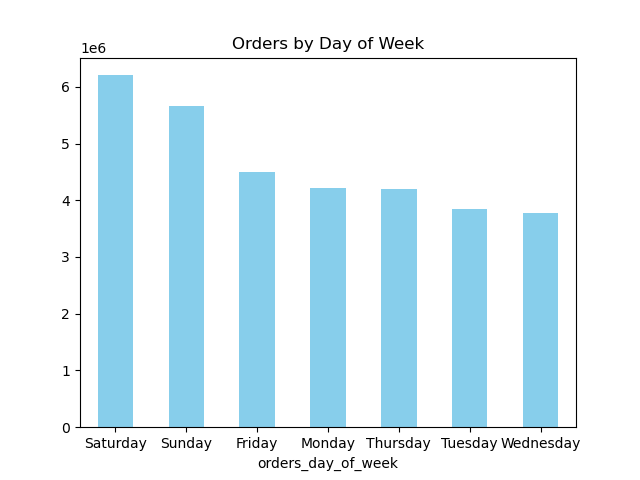 Orders by Day of Week
1e6
6
5
4
3
2
1
0
Saturday Sunday Friday Monday Thursday Tuesday Wednesday
orders_day_of_week